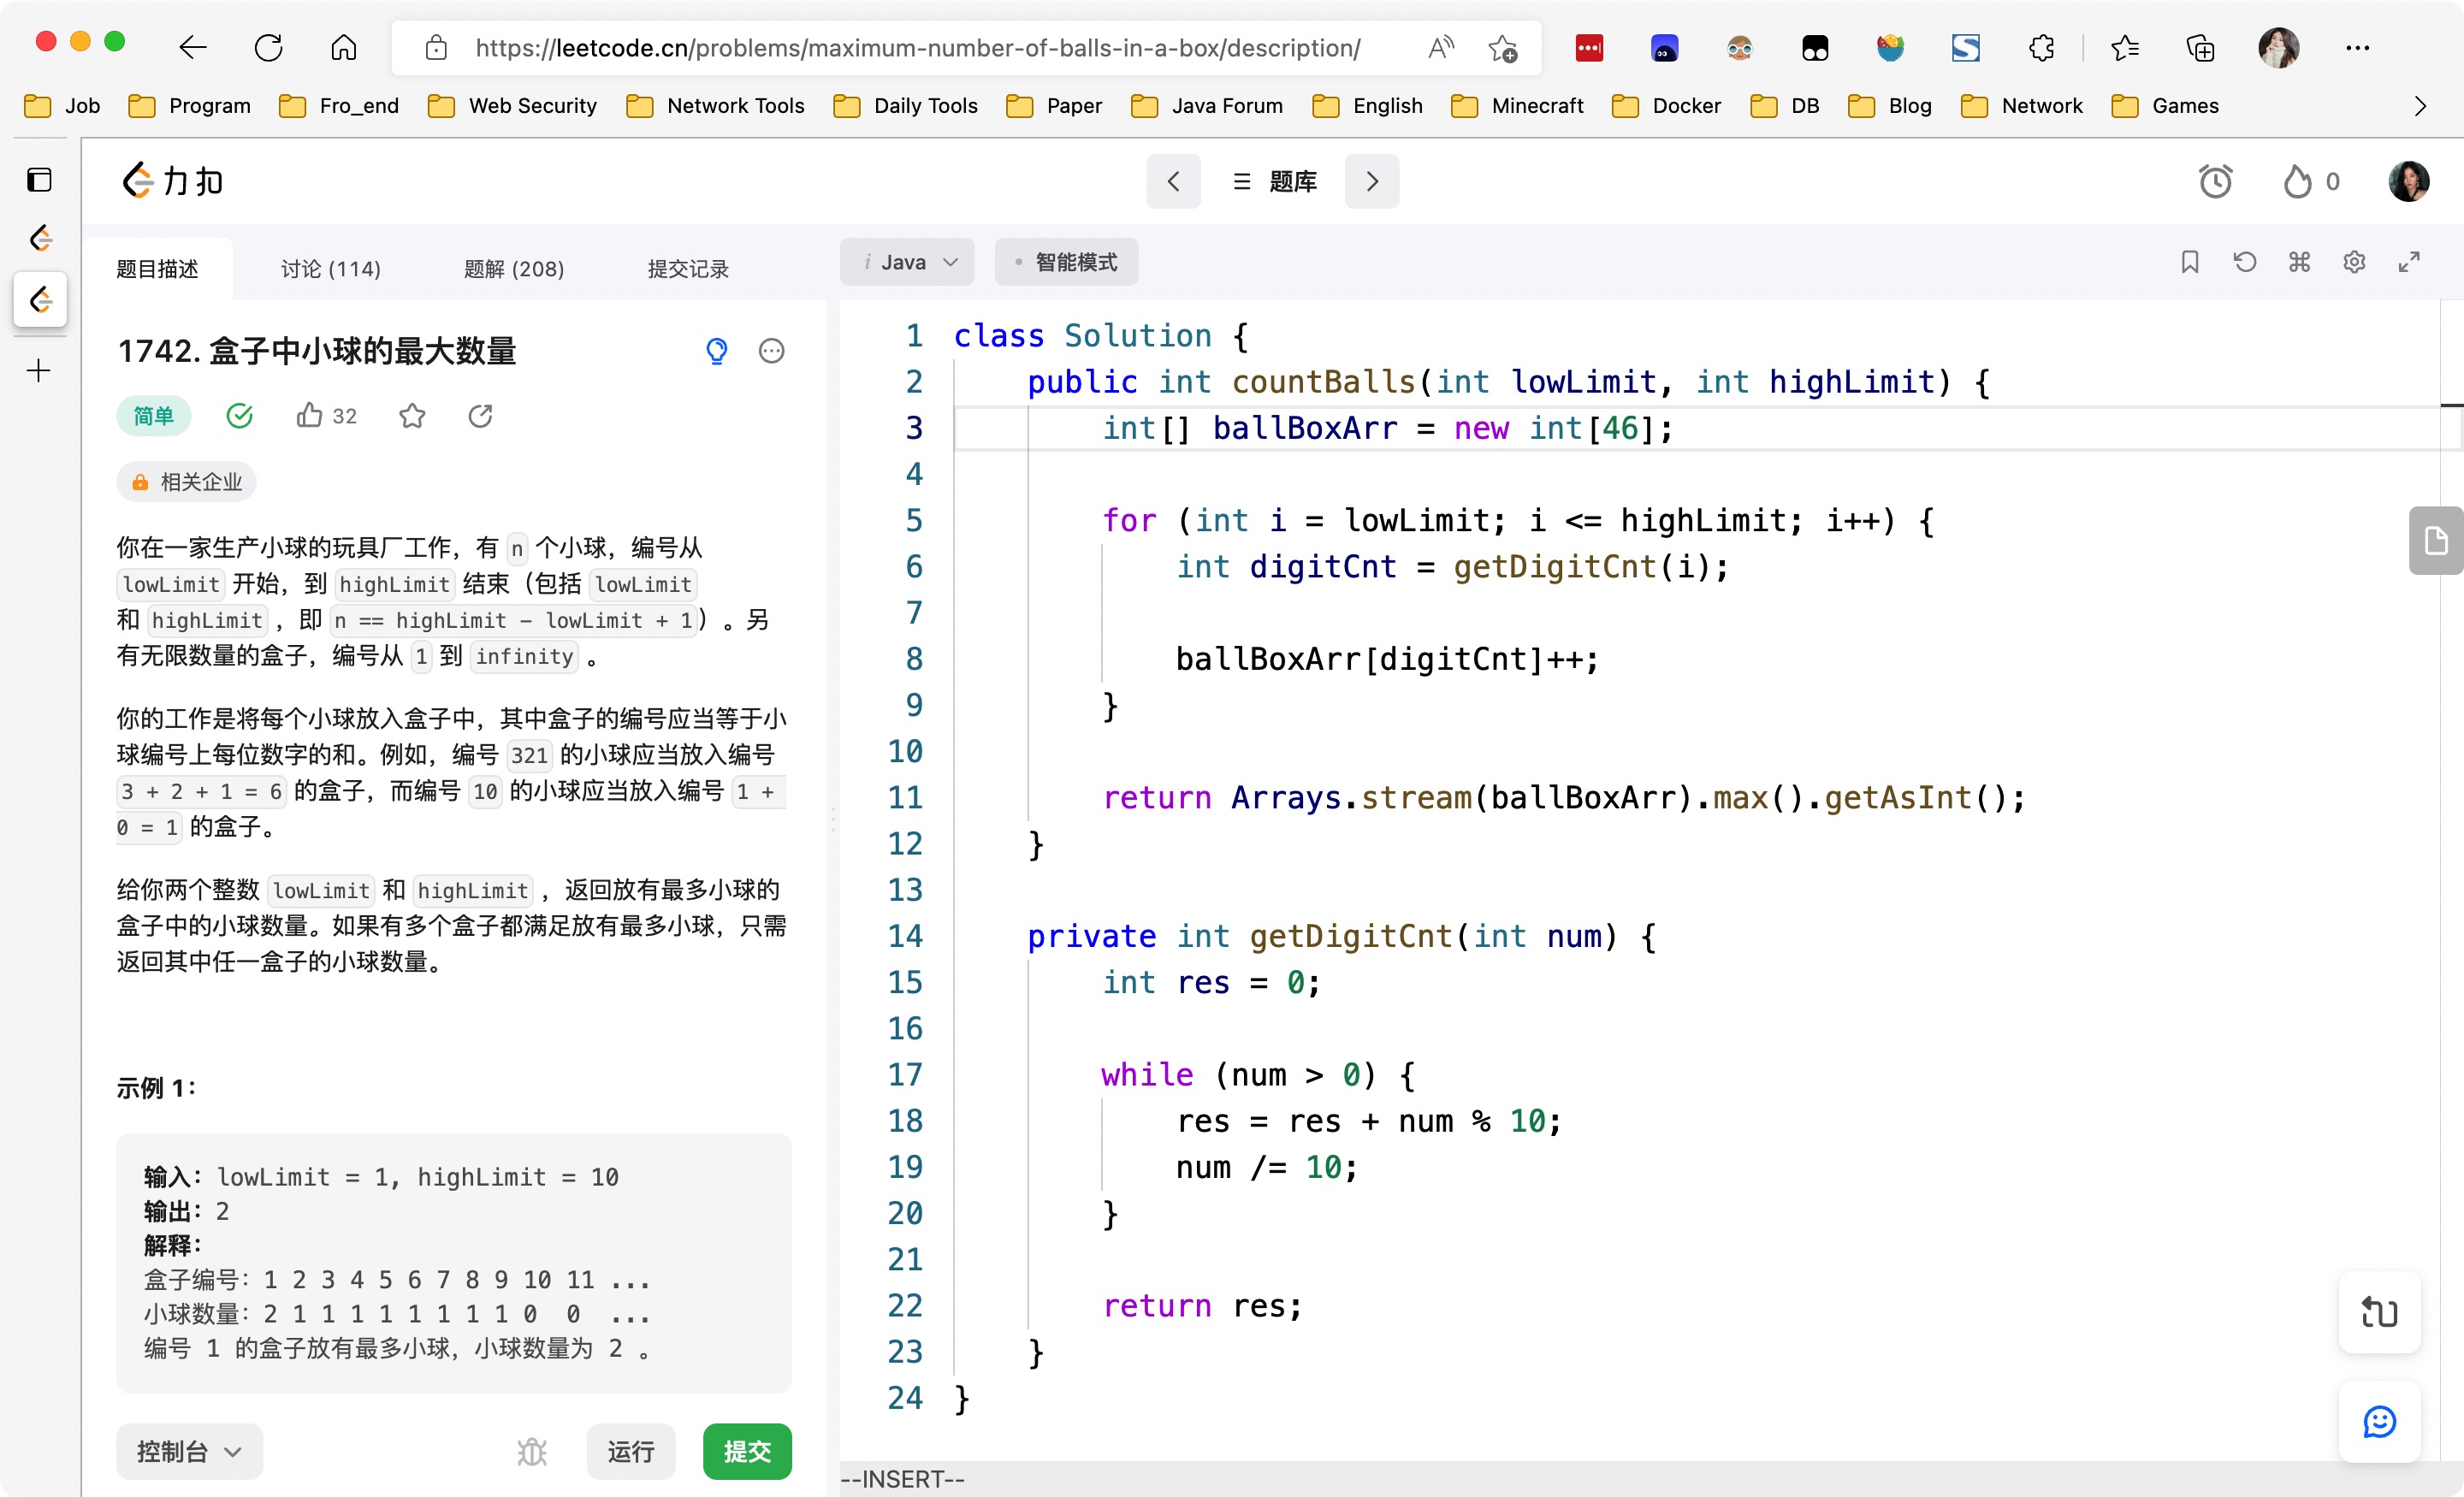 https://leetcode.cn/problems/maximum-number-of-balls-in-a-box/description/
Job Program Fro_end Web Security Network Tools Daily Tools Paper Java Forum English Minecraft Docker DB Blog Network Games
力扣
题库
0
题目描述 讨论 (114) 题解 (208) 提交记录
i Java 智能模式
1742. 盒子中小球的最大数量
简单 32
相关企业
你在一家生产小球的玩具厂工作，有 n 个小球，编号从
lowLimit 开始，到 highLimit 结束（包括 lowLimit
和 highLimit ，即 n == highLimit - lowLimit + 1）。另
有无限数量的盒子，编号从 1 到 infinity 。
你的工作是将每个小球放入盒子中，其中盒子的编号应当等于小
球编号上每位数字的和。例如，编号 321 的小球应当放入编号
3 + 2 + 1 = 6 的盒子，而编号 10 的小球应当放入编号 1 +
0 = 1 的盒子。
给你两个整数 lowLimit 和 highLimit ，返回放有最多小球的
盒子中的小球数量。如果有多个盒子都满足放有最多小球，只需
返回其中任一盒子的小球数量。
示例 1：
输入：lowLimit = 1, highLimit = 10
输出：2
解释：
盒子编号：1 2 3 4 5 6 7 8 9 10 11 ...
小球数量：2 1 1 1 1 1 1 1 1 0  0  ...
编号 1 的盒子放有最多小球，小球数量为 2 。
控制台 运行 提交
1 class Solution {
2     public int countBalls(int lowLimit, int highLimit) {
3         int[] ballBoxArr = new int[46];
4
5         for (int i = lowLimit; i <= highLimit; i++) {
6             int digitCnt = getDigitCnt(i);
7
8             ballBoxArr[digitCnt]++;
9         }
10
11         return Arrays.stream(ballBoxArr).max().getAsInt();
12     }
13
14     private int getDigitCnt(int num) {
15         int res = 0;
16
17         while (num > 0) {
18             res = res + num % 10;
19             num /= 10;
20         }
21
22         return res;
23     }
24 }
--INSERT--